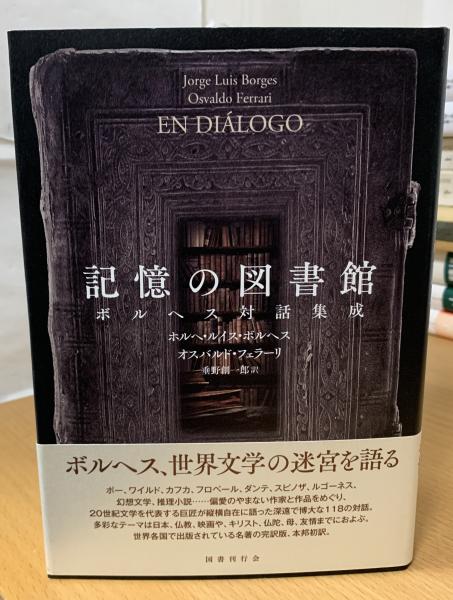 Jorge Luis Borges
Osvaldo Ferrari
EN DIÁLOGO
記憶の図書館
ボルヘス対話集成
ホルヘ・ルイス・ボルヘス
オスバルド・フェラーリ
垂野創一郎 訳
ボルヘス、世界文学の迷宮を語る
ポー、ワイルド、カフカ、フロベール、ダンテ、スピノザ、ルゴーネス、
幻想文学、推理小説……偏愛のやまない作家と作品をめぐり、
20世紀文学を代表する巨匠が縦横自在に語った深遠で博大な118の対話。
多彩なテーマは日本、仏教、映画や、キリスト、仏陀、母、友情までにおよぶ。
世界各国で出版されている名著の完訳版、本邦初訳。
国書刊行会